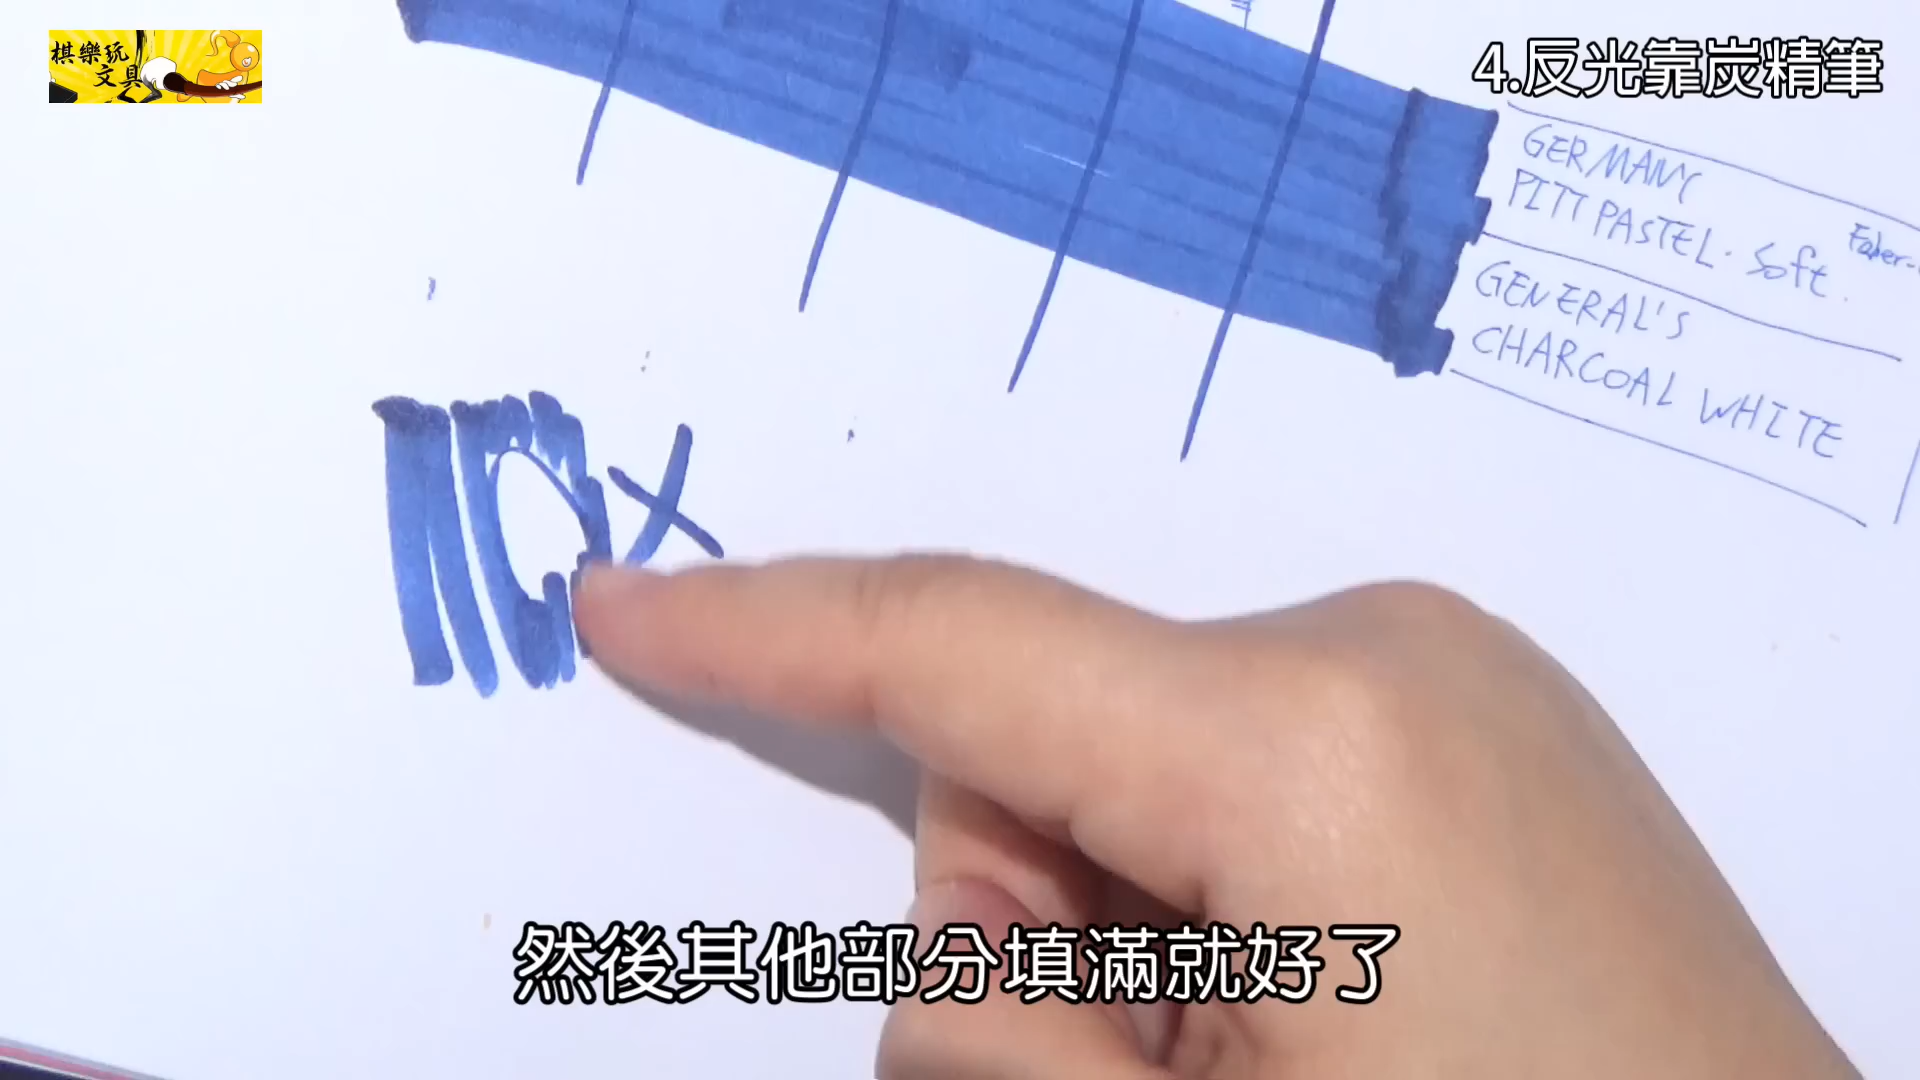 棋樂玩
文具
4.反光靠炭精筆
GERMANY
PITT PASTEL. Soft.
Faber-
GENERAL'S
CHARCOAL WHITE
然後其他部分填滿就好了